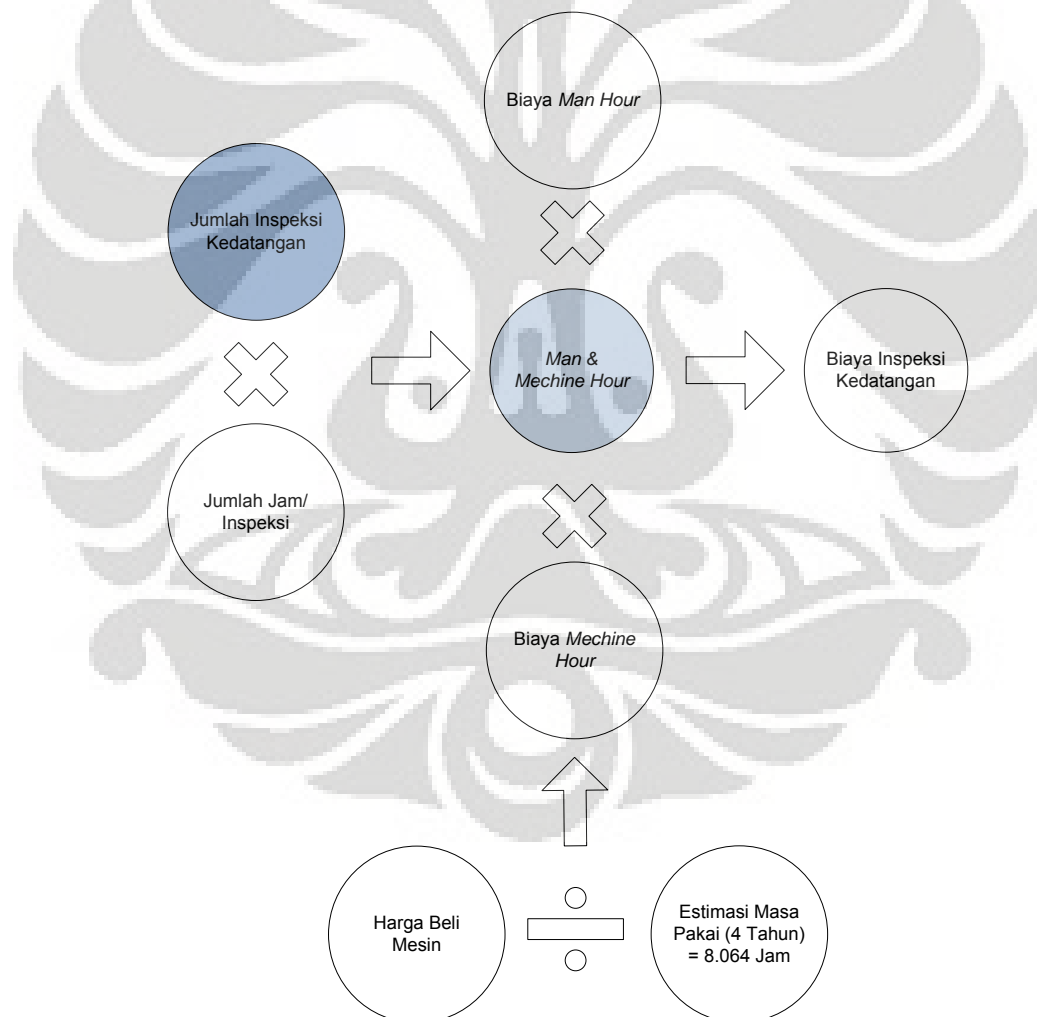 Biaya Man Hour
Jumlah Inspeksi
Kedatangan
Man &
Mechine Hour
Biaya Inspeksi
Kedatangan
Jumlah Jam/
Inspeksi
Biaya Mechine
Hour
Harga Beli
Mesin
Estimasi Masa
Pakai (4 Tahun)
= 8.064 Jam